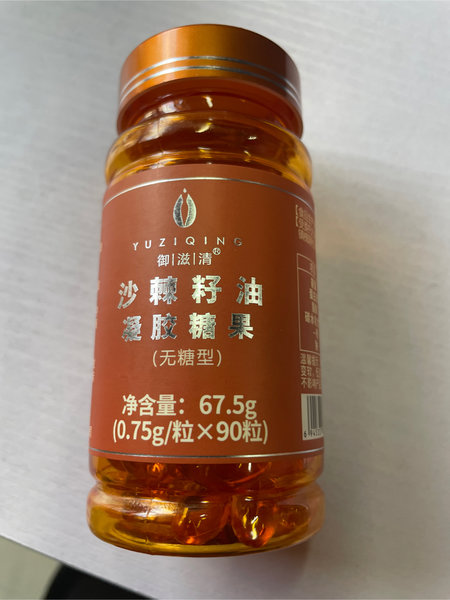 YUZIQING
御滋清®
沙棘籽油
凝胶糖果
(无糖型)
净含量：67.5g
(0.75g/粒×90粒)